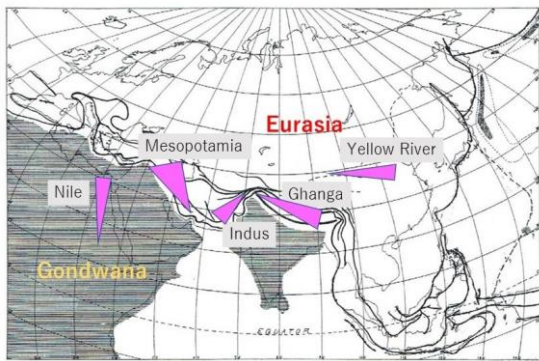 Eurasia
Mesopotamia
Yellow River
Nile
Ghanga
Indus
Gondwana
EQUATOR